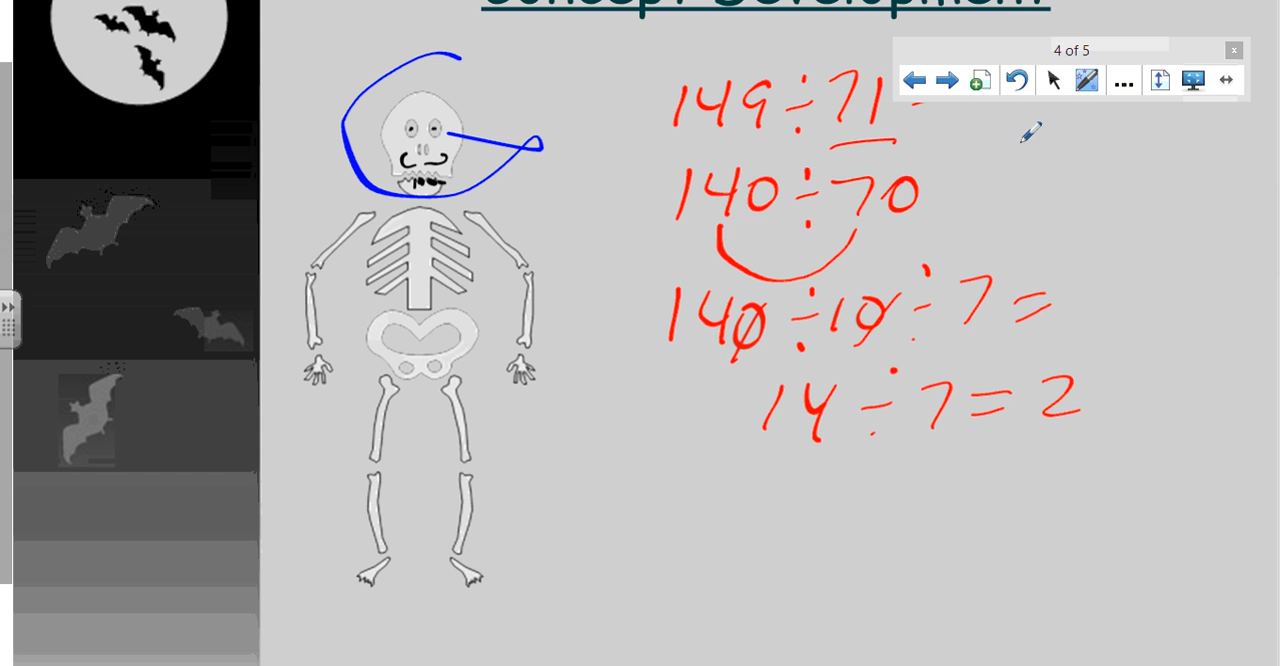 Concept Development
4 of 5
149 ÷ 71 =
140 ÷ 70
140 ÷ 10 ÷ 7 =
14 ÷ 7 = 2